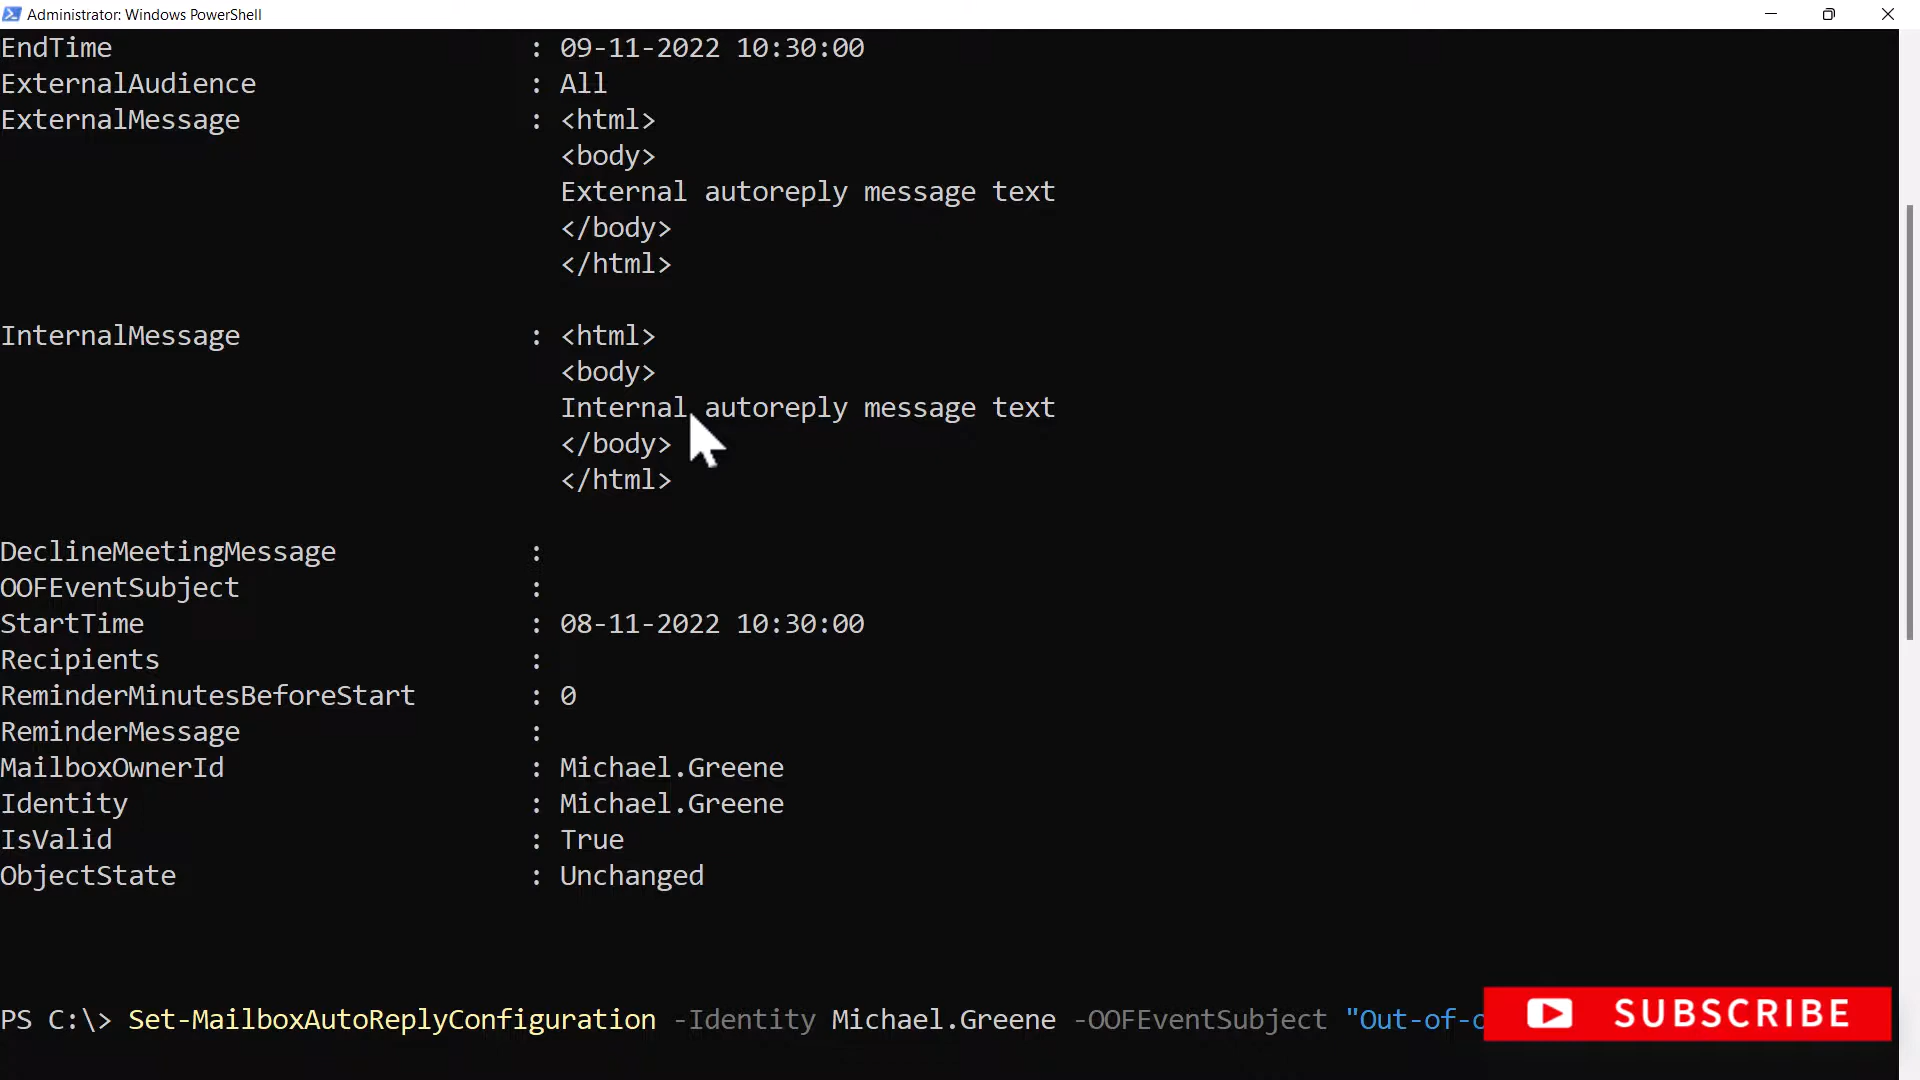 Administrator: Windows PowerShell
EndTime : 09-11-2022 10:30:00
ExternalAudience : All
ExternalMessage : <html>
<body>
External autoreply message text
</body>
</html>
InternalMessage : <html>
<body>
Internal autoreply message text
</body>
</html>
DeclineMeetingMessage :
OOFEventSubject :
StartTime : 08-11-2022 10:30:00
Recipients :
ReminderMinutesBeforeStart : 0
ReminderMessage :
MailboxOwnerId : Michael.Greene
Identity : Michael.Greene
IsValid : True
ObjectState : Unchanged
PS C:\> Set-MailboxAutoReplyConfiguration -Identity Michael.Greene -OOFEventSubject "Out-of-
SUBSCRIBE